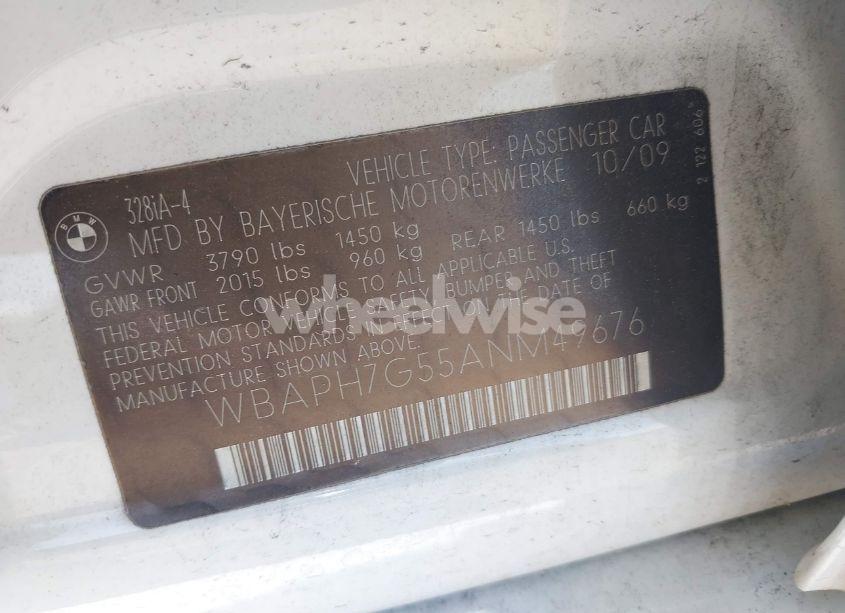 BMW
328iA-4
VEHICLE TYPE: PASSENGER CAR
MFD BY BAYERISCHE MOTORENWERKE 10/09
GVWR 3790 lbs 1450 kg
GAWR FRONT 2015 lbs 960 kg REAR 1450 lbs 660 kg
THIS VEHICLE CONFORMS TO ALL APPLICABLE U.S.
FEDERAL MOTOR VEHICLE SAFETY, BUMPER, AND THEFT
PREVENTION STANDARDS IN EFFECT ON THE DATE OF
MANUFACTURE SHOWN ABOVE.
WBAPH7G55ANM49676
2 122 606
wheelwise